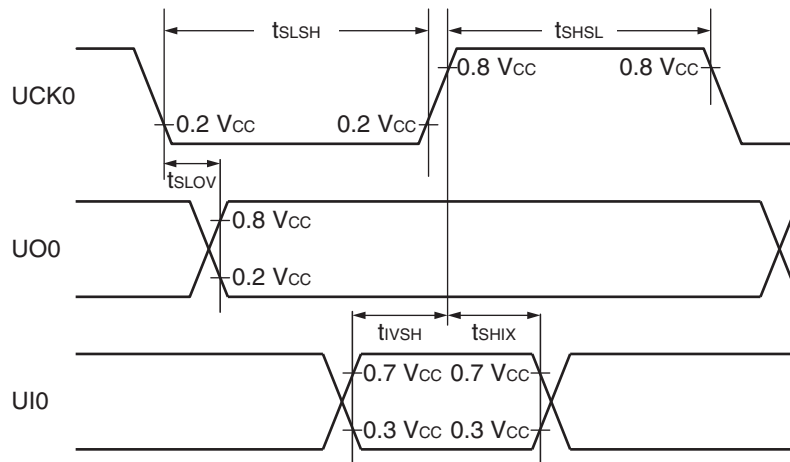 tSLSH tSHSL
0.8 VCC 0.8 VCC
UCK0
0.2 VCC 0.2 VCC
tSLOV
0.8 VCC
UO0
0.2 VCC
tIVSH tSHIX
0.7 VCC 0.7 VCC
UI0
0.3 VCC 0.3 VCC